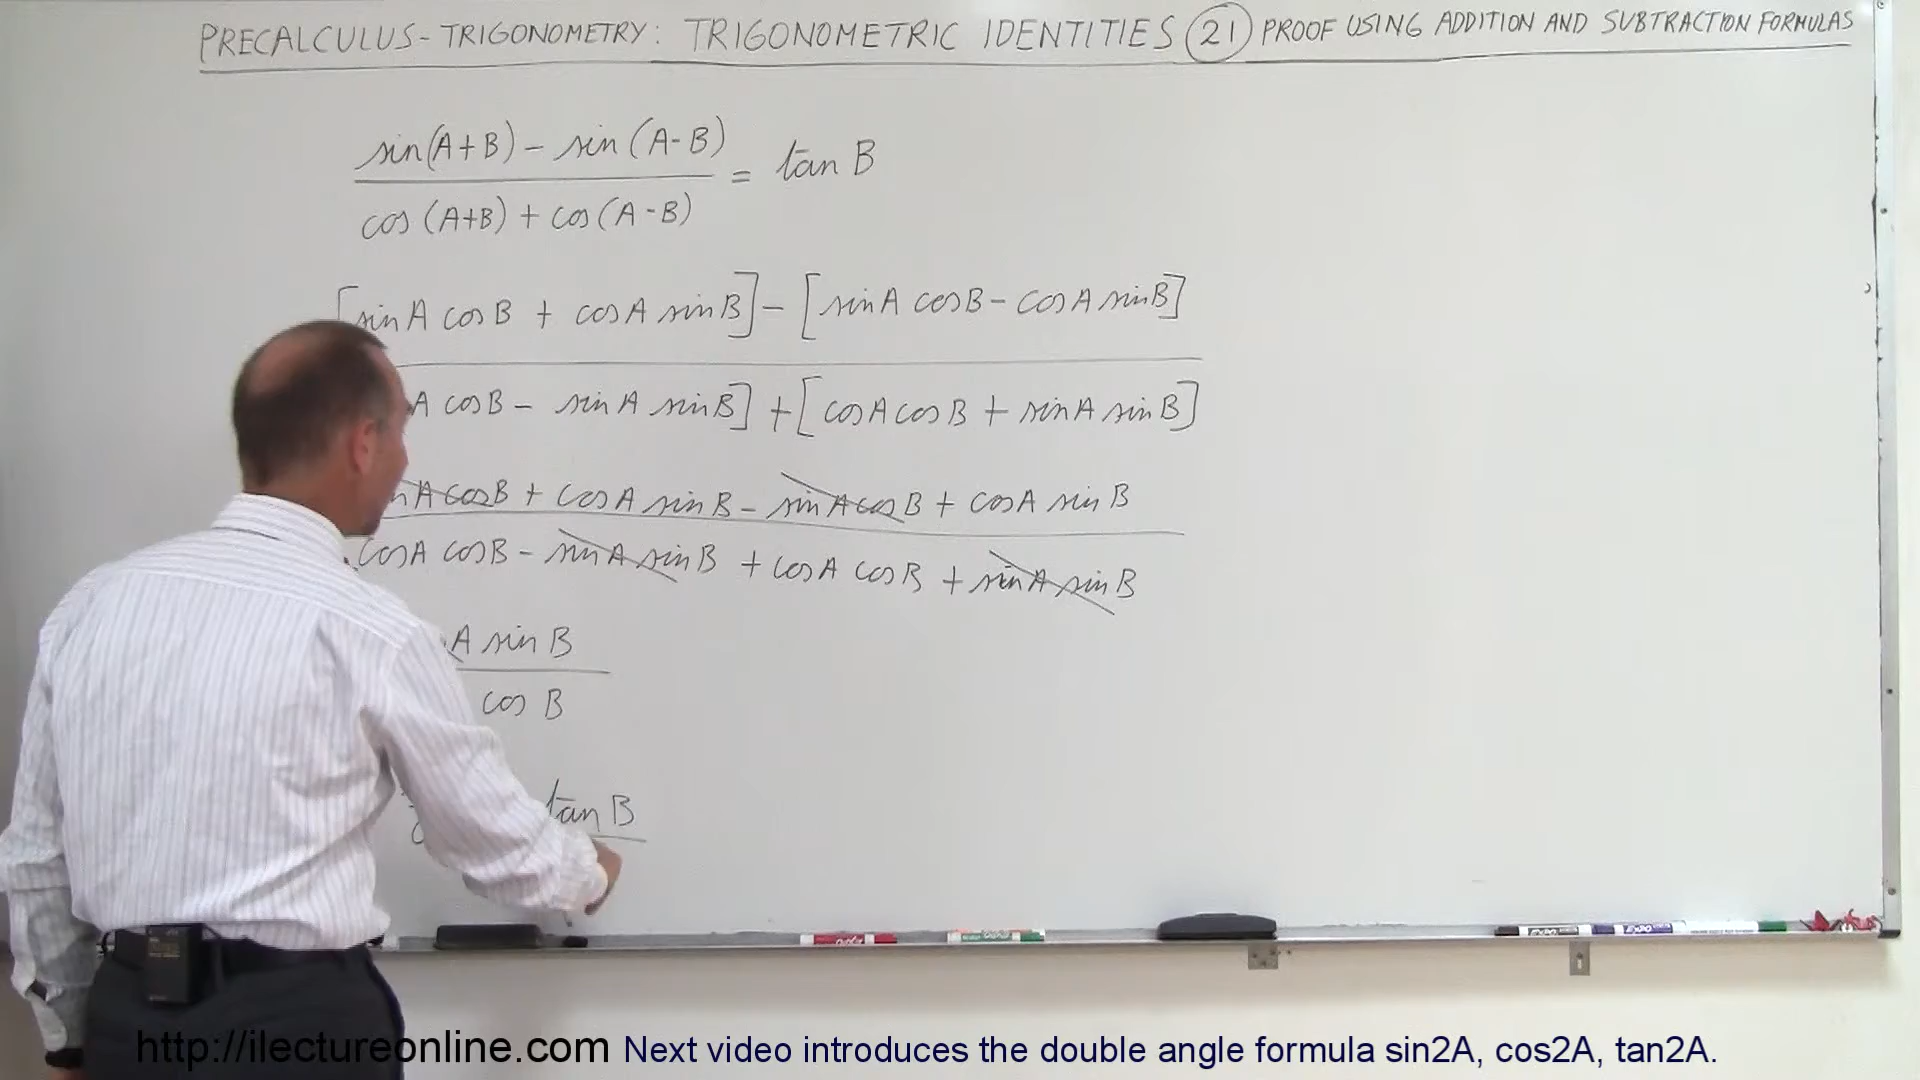 PRECALCULUS - TRIGONOMETRY: TRIGONOMETRIC IDENTITIES 21 PROOF USING ADDITION AND SUBTRACTION FORMULAS
sin(A+B) - sin(A-B)
= tan B
cos(A+B) + cos(A-B)
[sin A cos B + cos A sin B] - [sin A cos B - cos A sin B]
A cos B - sin A sin B] + [cos A cos B + sin A sin B]
A cos B + cos A sin B - sin A cos B + cos A sin B
cos A cos B - sin A sin B + cos A cos B + sin A sin B
A sin B
cos B
tan B
EXPO EXPO
http://ilectureonline.com Next video introduces the double angle formula sin2A, cos2A, tan2A.